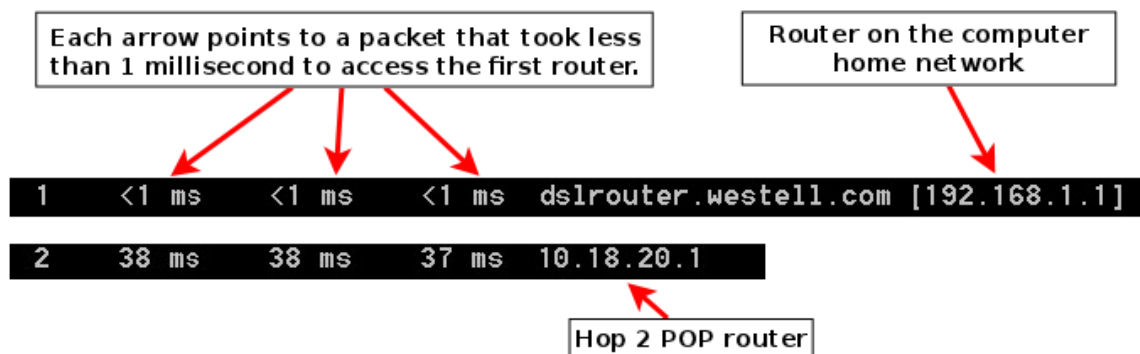 Each arrow points to a packet that took less
than 1 millisecond to access the first router.
Router on the computer
home network
1 <1 ms <1 ms <1 ms dslrouter.westell.com [192.168.1.1]
2 38 ms 38 ms 37 ms 10.18.20.1
Hop 2 POP router